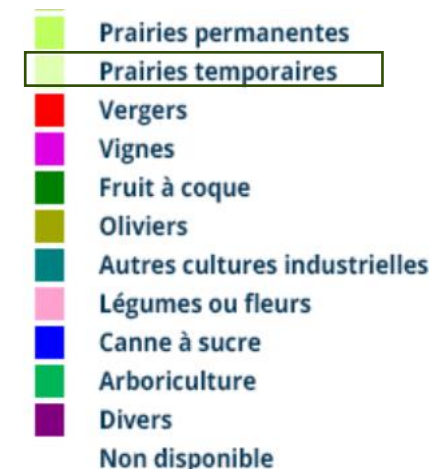 Prairies permanentes
Prairies temporaires
Vergers
Vignes
Fruit à coque
Oliviers
Autres cultures industrielles
Légumes ou fleurs
Canne à sucre
Arboriculture
Divers
Non disponible